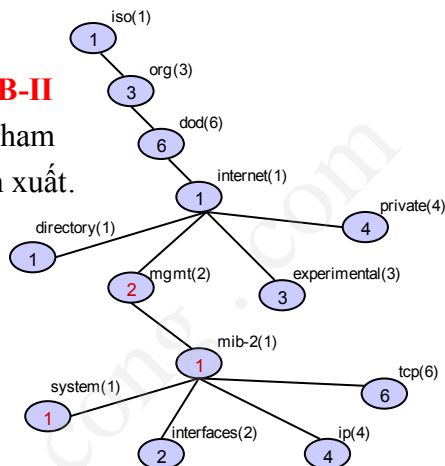 iso(1)
1
org(3)
B-II
3
ham
dod(6)
6
xuất.
internet(1)
1
private(4)
directory(1)
4
1
mgmt(2)
experimental(3)
2
3
mib-2(1)
1
tcp(6)
system(1)
6
1
interfaces(2)
ip(4)
2
4
cong.com